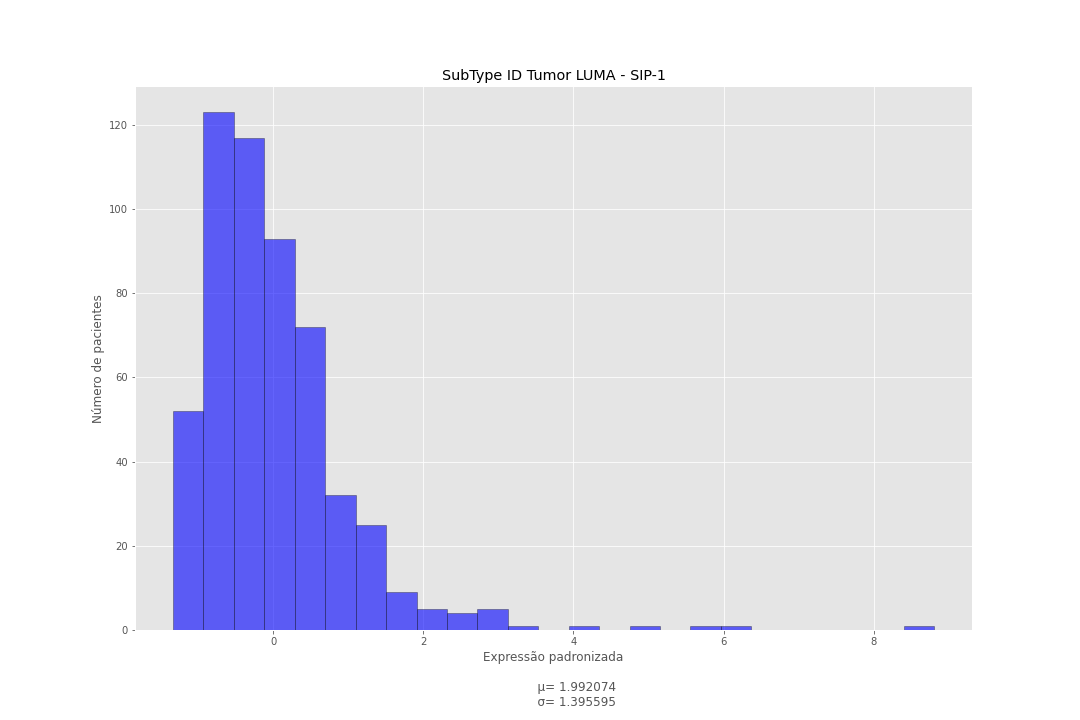 SubType ID Tumor LUMA - SIP-1
120
100
80
60
40
20
0
Número de pacientes
0 2 4 6 8
Expressão padronizada
μ= 1.992074
σ= 1.395595